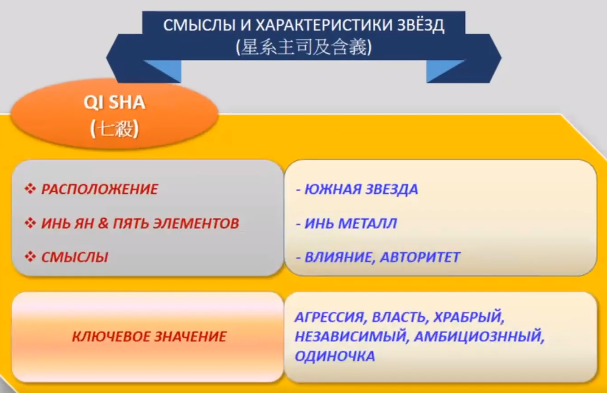 СМЫСЛЫ И ХАРАКТЕРИСТИКИ ЗВЁЗД
(星系主司及含義)
QI SHA
(七殺)
❖ РАСПОЛОЖЕНИЕ
- ЮЖНАЯ ЗВЕЗДА
❖ ИНЬ ЯН & ПЯТЬ ЭЛЕМЕНТОВ
- ИНЬ МЕТАЛЛ
❖ СМЫСЛЫ
- ВЛИЯНИЕ, АВТОРИТЕТ
КЛЮЧЕВОЕ ЗНАЧЕНИЕ
АГРЕССИЯ, ВЛАСТЬ, ХРАБРЫЙ,
НЕЗАВИСИМЫЙ, АМБИЦИОЗННЫЙ,
ОДИНОЧКА